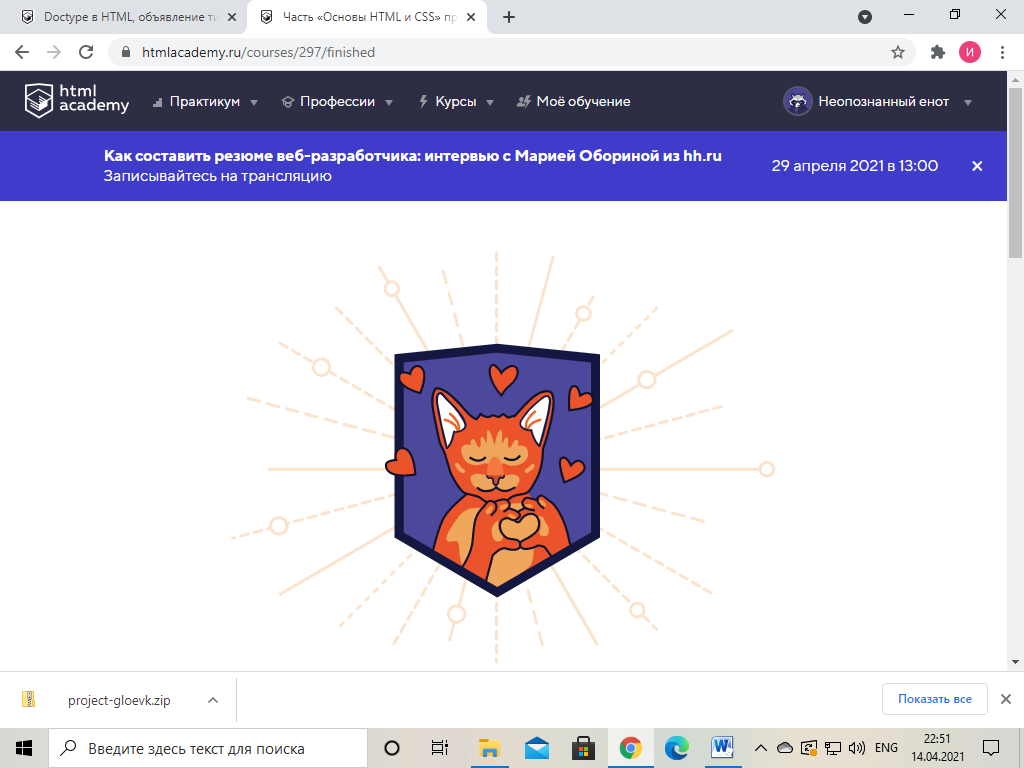 Doctype в HTML, объявление ти
Часть «Основы HTML и CSS» пр
htmlacademy.ru/courses/297/finished
И
html
academy
Практикум
Профессии
Курсы
Моё обучение
Неопознанный енот
Как составить резюме веб-разработчика: интервью с Марией Обориной из hh.ru
Записывайтесь на трансляцию
29 апреля 2021 в 13:00
project-gloevk.zip
Показать все
Введите здесь текст для поиска
ENG
22:51
14.04.2021